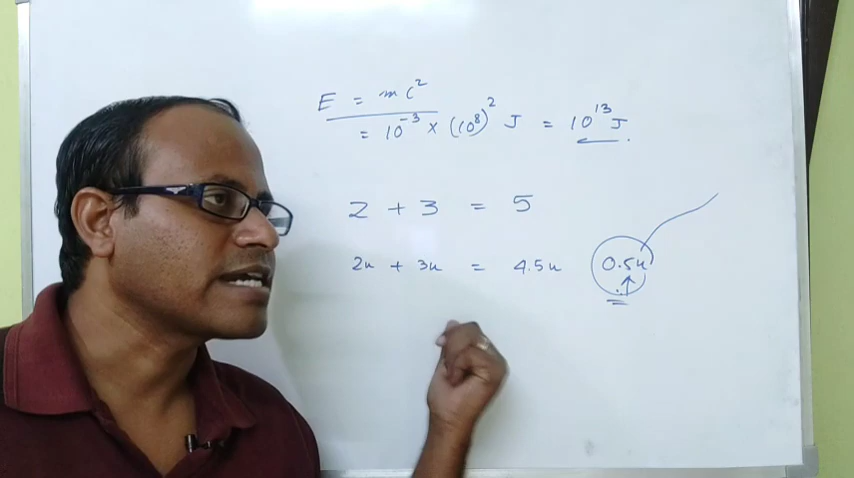 E = mc²
= 10⁻³ × (10⁸)² J = 10¹³ J.
2 + 3 = 5
2u + 3u = 4.5u 0.5u